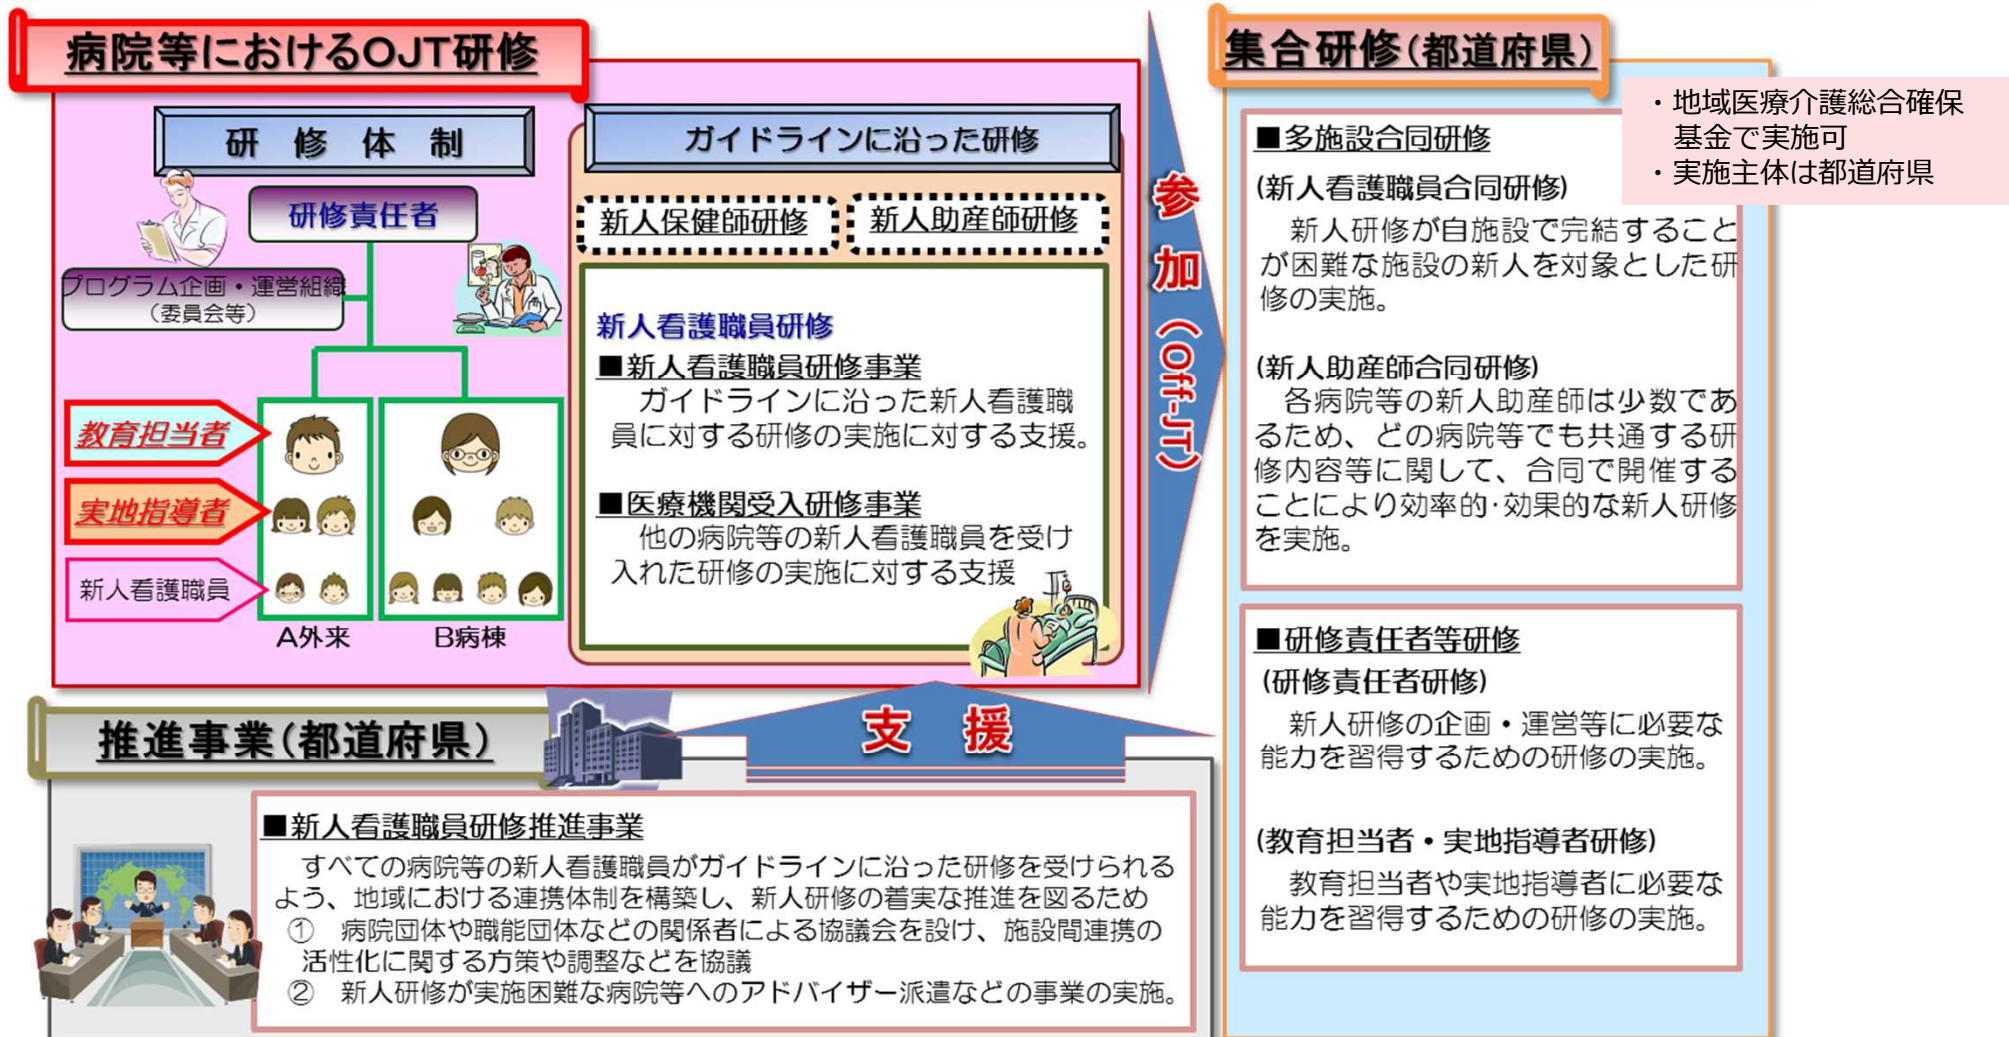 病院等におけるOJT研修
研修体制
研修責任者
プログラム企画・運営組織
（委員会等）
教育担当者
実地指導者
新人看護職員
A外来
B病棟
ガイドラインに沿った研修
新人保健師研修
新人助産師研修
新人看護職員研修
■新人看護職員研修事業
ガイドラインに沿った新人看護職
員に対する研修の実施に対する支援。
■医療機関受入研修事業
他の病院等の新人看護職員を受け
入れた研修の実施に対する支援
参加（Off-JT）
集合研修(都道府県)
・地域医療介護総合確保
基金で実施可
・実施主体は都道府県
■多施設合同研修
(新人看護職員合同研修)
新人研修が自施設で完結すること
が困難な施設の新人を対象とした研
修の実施。
(新人助産師合同研修)
各病院等の新人助産師は少数であ
るため、どの病院等でも共通する研
修内容等に関して、合同で開催する
ことにより効率的･効果的な新人研修
を実施。
■研修責任者等研修
(研修責任者研修)
新人研修の企画・運営等に必要な
能力を習得するための研修の実施。
(教育担当者・実地指導者研修)
教育担当者や実地指導者に必要な
能力を習得するための研修の実施。
支援
推進事業(都道府県)
■新人看護職員研修推進事業
すべての病院等の新人看護職員がガイドラインに沿った研修を受けられる
よう、地域における連携体制を構築し、新人研修の着実な推進を図るため
①　病院団体や職能団体などの関係者による協議会を設け、施設間連携の
活性化に関する方策や調整などを協議
②　新人研修が実施困難な病院等へのアドバイザー派遣などの事業の実施。